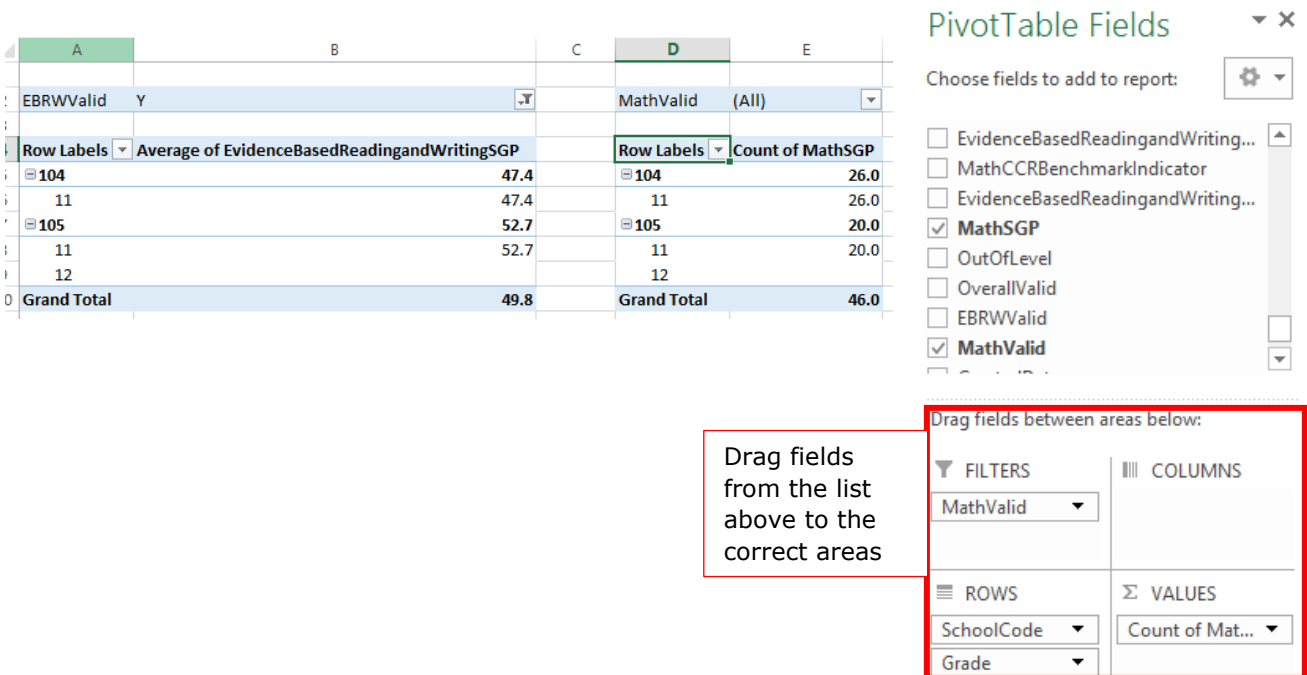 PivotTable Fields
A B C D E
Choose fields to add to report:
EBRWValid Y MathValid (All)
Row Labels Average of EvidenceBasedReadingandWritingSGP Row Labels Count of MathSGP
104 47.4 104 26.0
11 47.4 11 26.0
105 52.7 105 20.0
11 52.7 11 20.0
12 12
Grand Total 49.8 Grand Total 46.0
EvidenceBasedReadingandWriting...
MathCCRBenchmarkIndicator
EvidenceBasedReadingandWriting...
MathSGP
OutOfLevel
OverallValid
EBRWValid
MathValid
Drag fields between areas below:
Drag fields
from the list
above to the
correct areas
FILTERS COLUMNS
MathValid
ROWS Σ VALUES
SchoolCode Count of Mat...
Grade